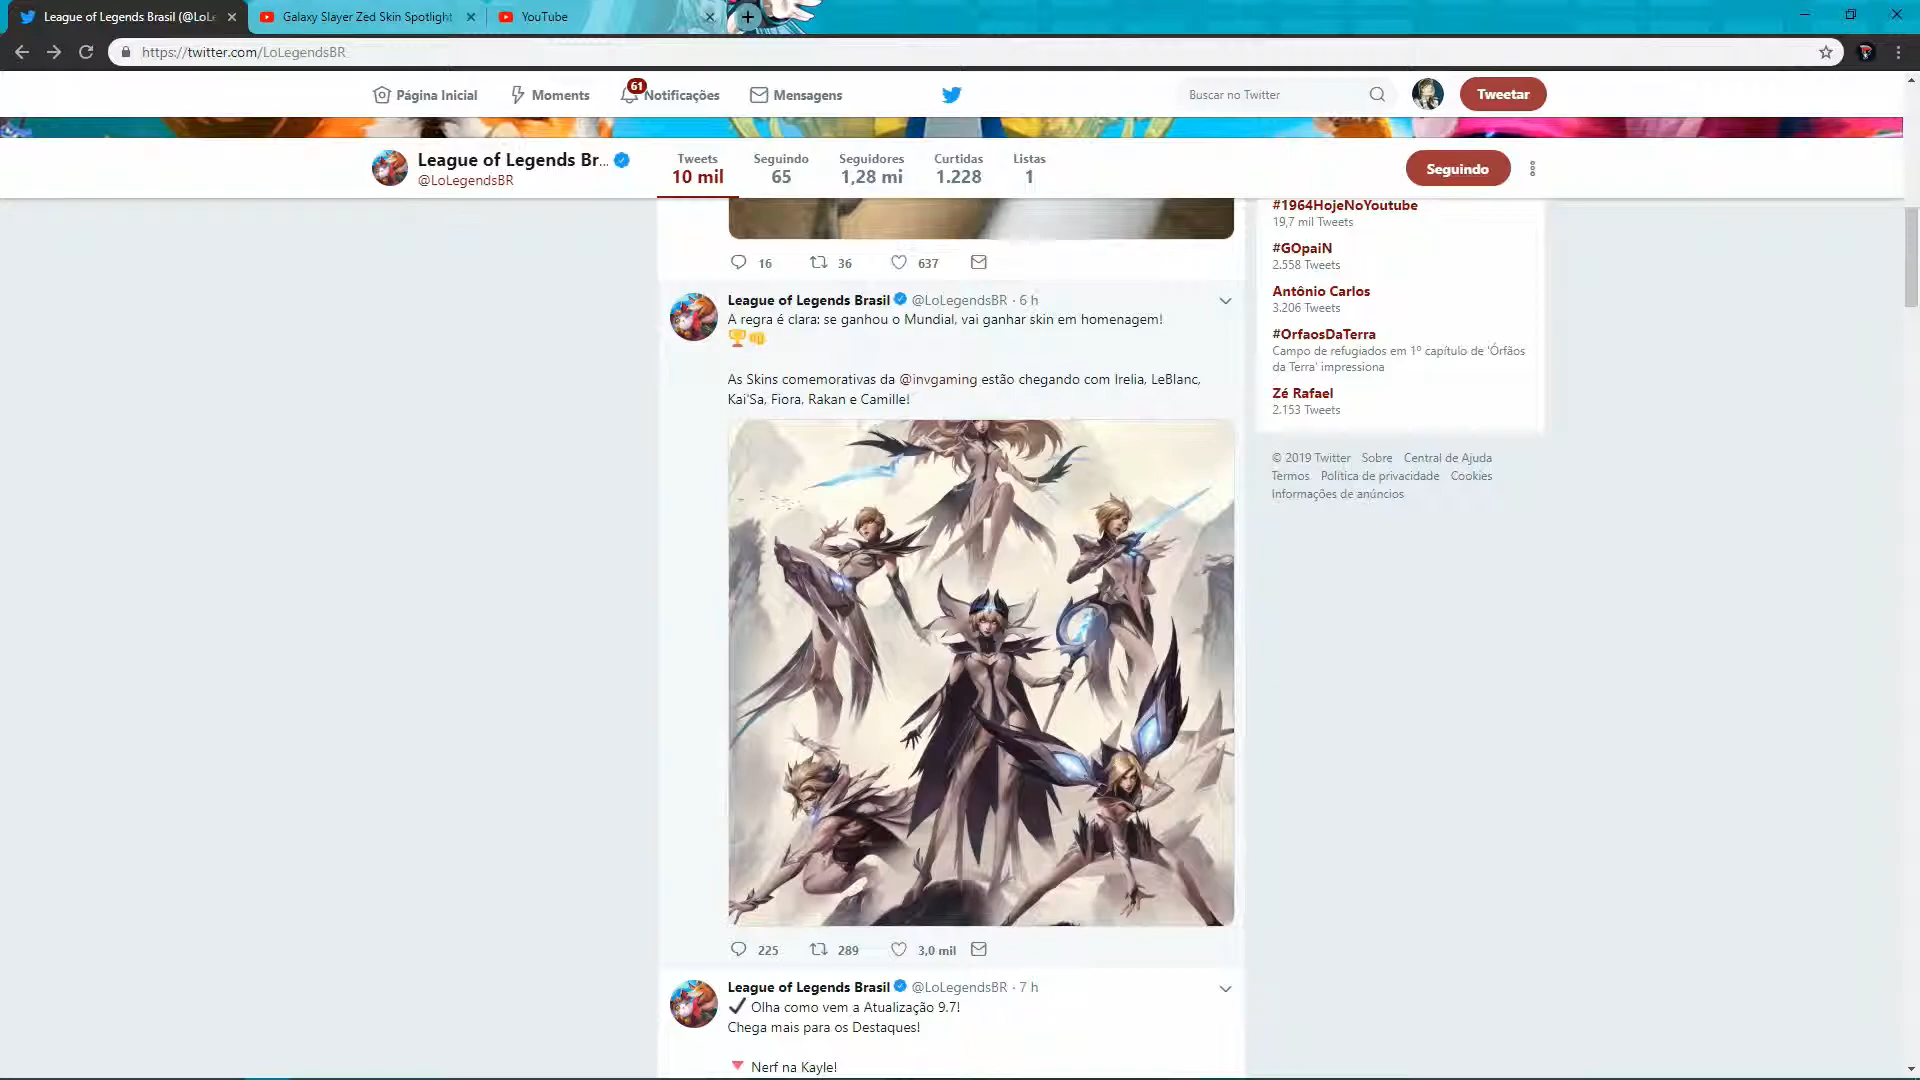 League of Legends Brasil (@LoLe
Galaxy Slayer Zed Skin Spotlight
YouTube
https://twitter.com/LoLegendsBR
Página Inicial
Moments
61
Notificações
Mensagens
Buscar no Twitter
Tweetar
League of Legends Br...
@LoLegendsBR
Tweets
10 mil
Seguindo
65
Seguidores
1,28 mi
Curtidas
1.228
Listas
1
Seguindo
16
36
637
League of Legends Brasil @LoLegendsBR · 6 h
A regra é clara: se ganhou o Mundial, vai ganhar skin em homenagem!
As Skins comemorativas da @invgaming estão chegando com Irelia, LeBlanc,
Kai'Sa, Fiora, Rakan e Camille!
225
289
3,0 mil
League of Legends Brasil @LoLegendsBR · 7 h
Olha como vem a Atualização 9.7!
Chega mais para os Destaques!
Nerf na Kayle!
#1964HojeNoYoutube
19,7 mil Tweets
#GOpaiN
2.558 Tweets
Antônio Carlos
3.206 Tweets
#OrfaosDaTerra
Campo de refugiados em 1º capítulo de 'Órfãos
da Terra' impressiona
Zé Rafael
2.153 Tweets
© 2019 Twitter Sobre Central de Ajuda
Termos Política de privacidade Cookies
Informações de anúncios